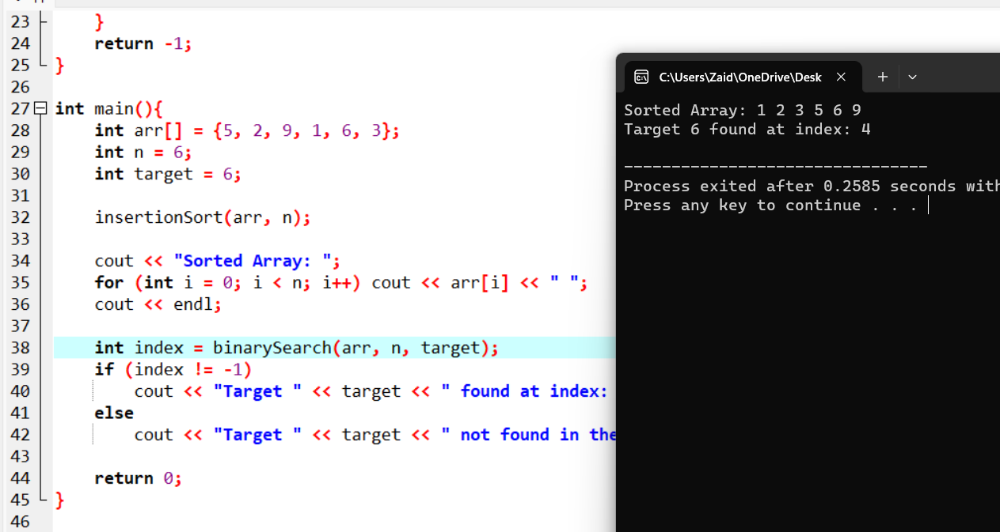 23 }
24 return -1;
25 }
26
27 int main(){
28 int arr[] = {5, 2, 9, 1, 6, 3};
29 int n = 6;
30 int target = 6;
31
32 insertionSort(arr, n);
33
34 cout << "Sorted Array: ";
35 for (int i = 0; i < n; i++) cout << arr[i] << " ";
36 cout << endl;
37
38 int index = binarySearch(arr, n, target);
39 if (index != -1)
40 cout << "Target " << target << " found at index:
41 else
42 cout << "Target " << target << " not found in the
43
44 return 0;
45 }
46
C:\Users\Zaid\OneDrive\Desk
Sorted Array: 1 2 3 5 6 9
Target 6 found at index: 4
--------------------------------
Process exited after 0.2585 seconds with
Press any key to continue . . .